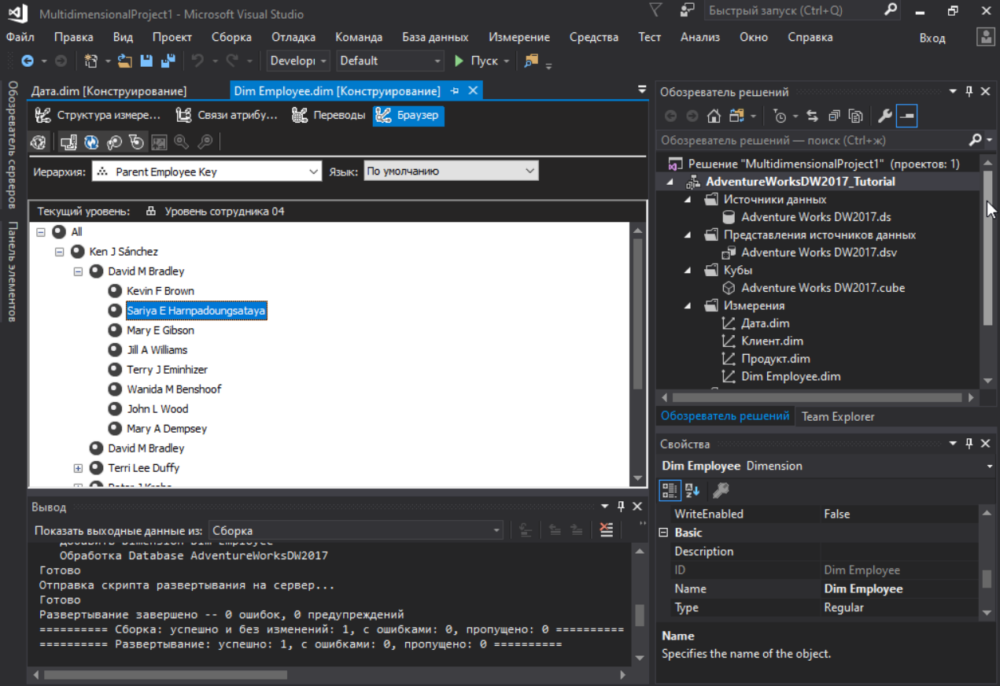 MultidimensionalProject1 - Microsoft Visual Studio
Быстрый запуск (Ctrl+Q)
Файл Правка Вид Проект Сборка Отладка Команда База данных Измерение Средства Тест Анализ Окно Справка Вход
Develop Default Пуск
Обозреватель серверов
Панель элементов
Дата.dim [Конструирование] Dim Employee.dim [Конструирование]
Структура измере... Связи атрибу... Переводы Браузер
Иерархия: Parent Employee Key Язык: По умолчанию
Текущий уровень: Уровень сотрудника 04
All
Ken J Sánchez
David M Bradley
Kevin F Brown
Sariya E Harnpadoungsataya
Mary E Gibson
Jill A Williams
Terry J Eminhizer
Wanida M Benshoof
John L Wood
Mary A Dempsey
David M Bradley
Terri Lee Duffy
Вывод
Показать выходные данные из: Сборка
добавить Dimension Dim Employee
Обработка Database AdventureWorksDW2017
Готово
Отправка скрипта развертывания на сервер...
Готово
Развертывание завершено -- 0 ошибок, 0 предупреждений
========== Сборка: успешно и без изменений: 1, с ошибками: 0, пропущено: 0 ==========
========== Развертывание: успешно: 1, с ошибками: 0, пропущено: 0 ==========
Обозреватель решений
Обозреватель решений — поиск (Ctrl+ж)
Решение "MultidimensionalProject1" (проектов: 1)
AdventureWorksDW2017_Tutorial
Источники данных
Adventure Works DW2017.ds
Представления источников данных
Adventure Works DW2017.dsv
Кубы
Adventure Works DW2017.cube
Измерения
Дата.dim
Клиент.dim
Продукт.dim
Dim Employee.dim
Обозреватель решений Team Explorer
Свойства
Dim Employee Dimension
WriteEnabled False
Basic
Description
ID Dim Employee
Name Dim Employee
Type Regular
Name
Specifies the name of the object.